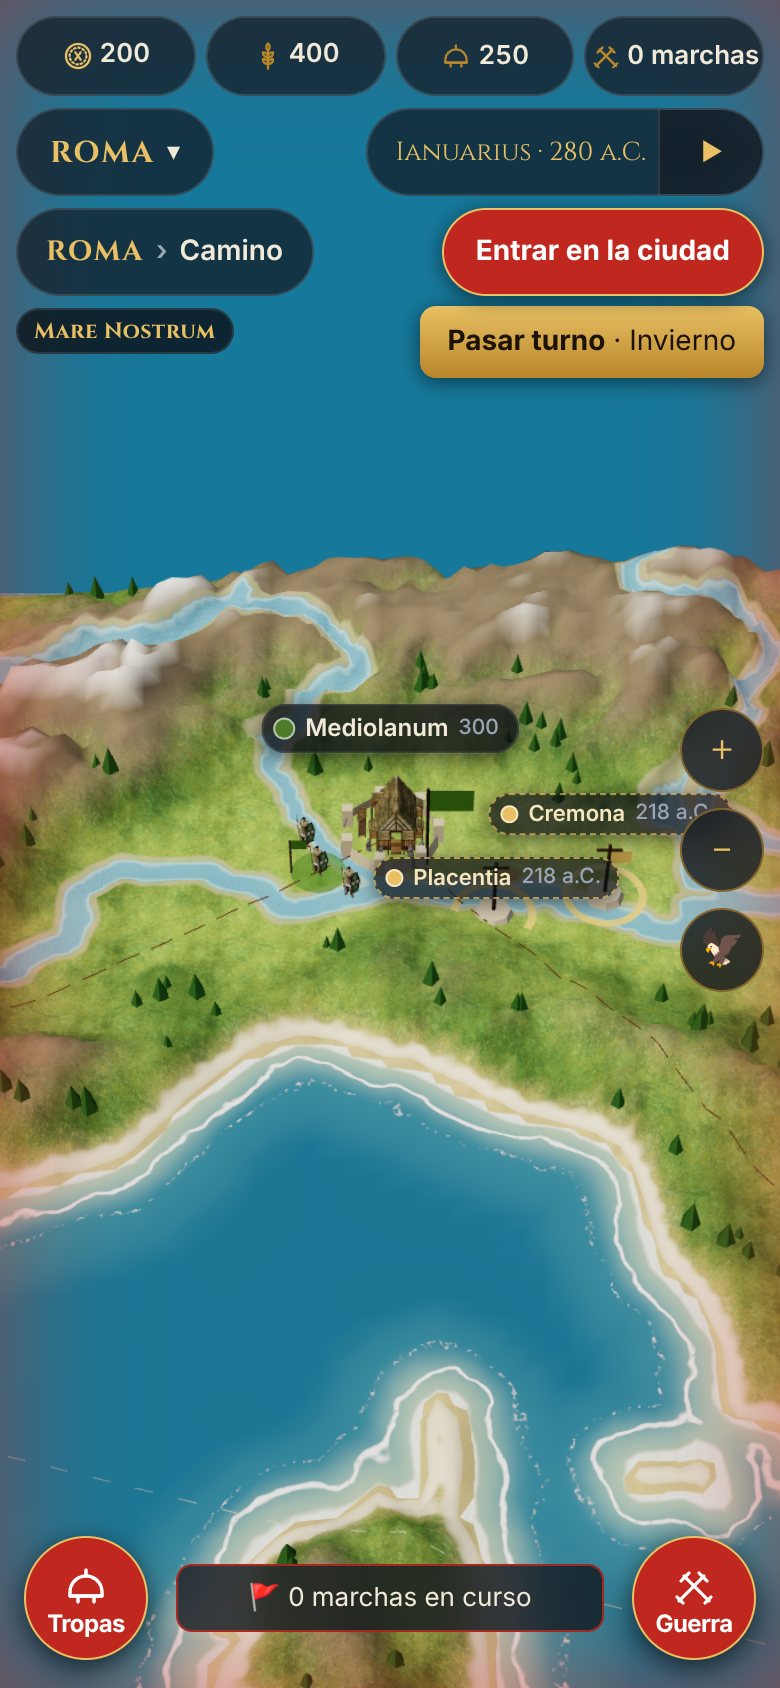 200
400
250
0 marchas
ROMA ▾
IANUARIUS · 280 A.C.
ROMA › Camino
Entrar en la ciudad
MARE NOSTRUM
Pasar turno · Invierno
Mediolanum 300
Cremona 218 a.C.
Placentia 218 a.C.
Tropas
0 marchas en curso
Guerra